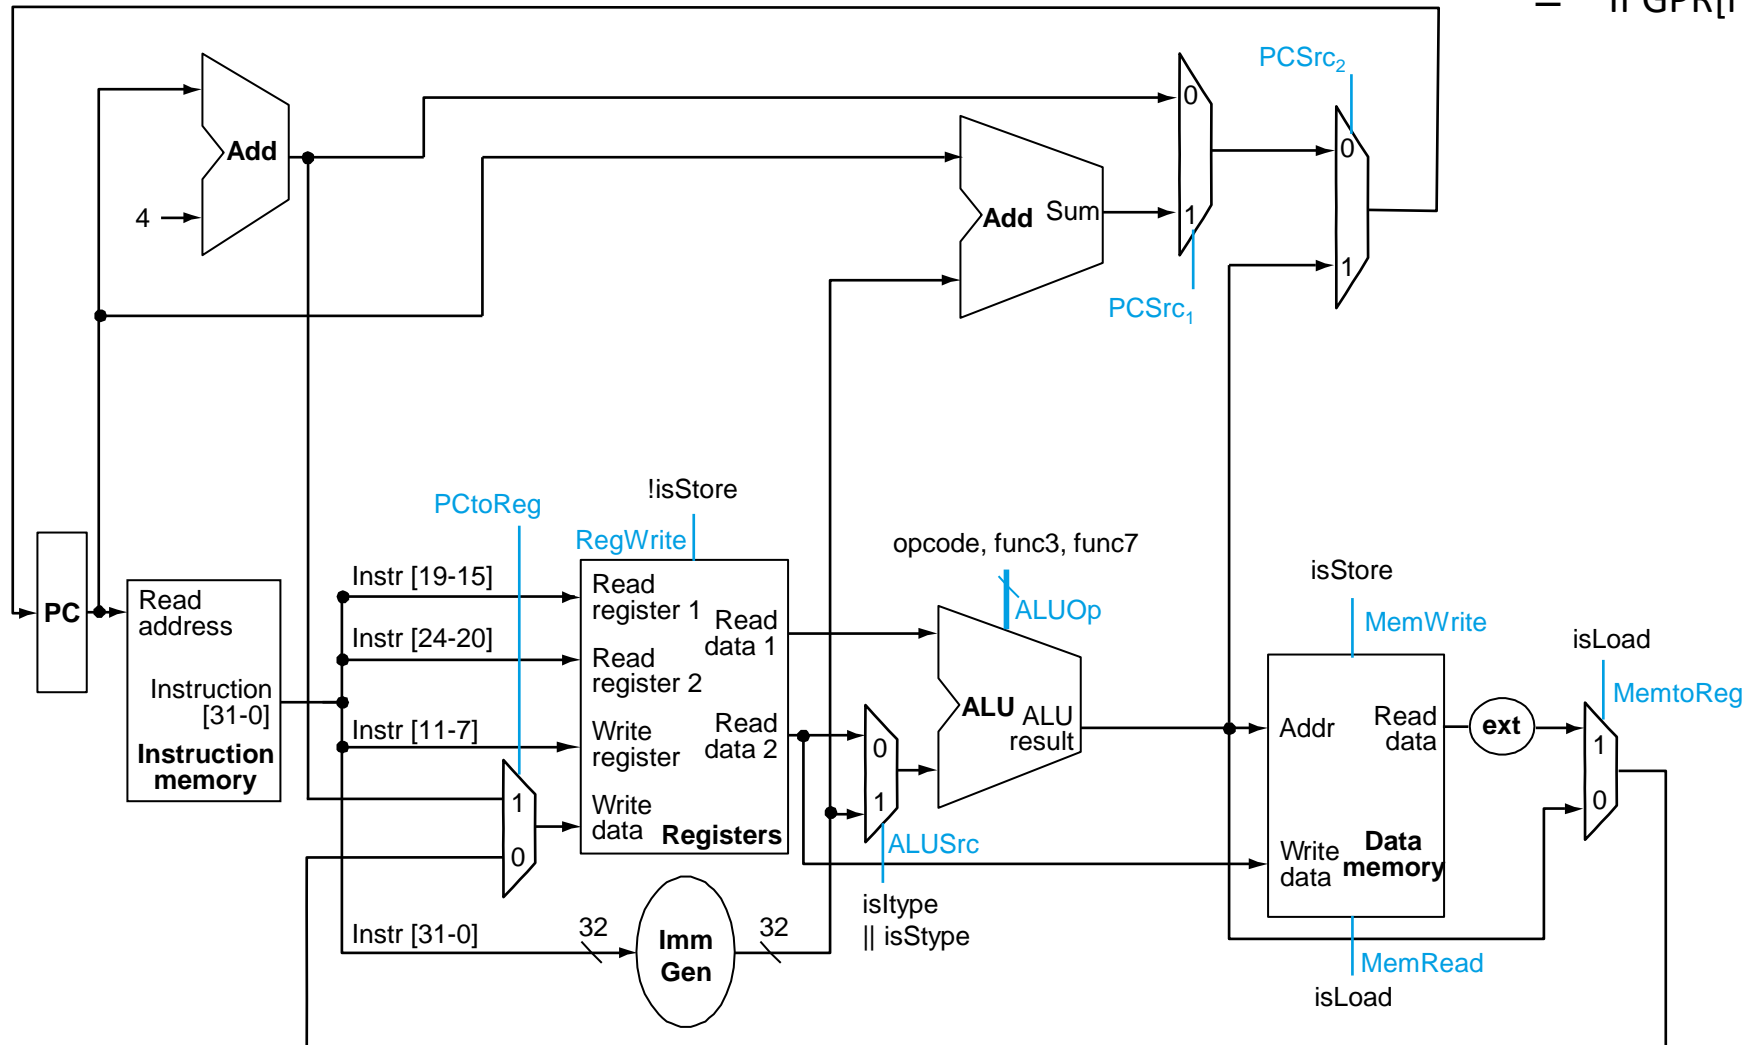 if GPR[r
PCSrc2
0
Add
0
4
Add Sum
1
1
PCSrc1
!isStore
PCtoReg
RegWrite
opcode, func3, func7
Instr [19-15]
isStore
PC
Read
address
Read
register 1
Read
data 1
ALUOp
MemWrite
Instr [24-20]
isLoad
Read
register 2
MemtoReg
Instruction
[31-0]
Instr [11-7]
Write
register
Read
data 2
ALU
ALU
result
Addr
Read
data
ext
0
1
Instruction
memory
1
Write
data
Registers
1
0
0
ALUSrc
Write
data
Data
memory
isItype
|| isStype
Instr [31-0]
32
Imm
Gen
32
MemRead
isLoad